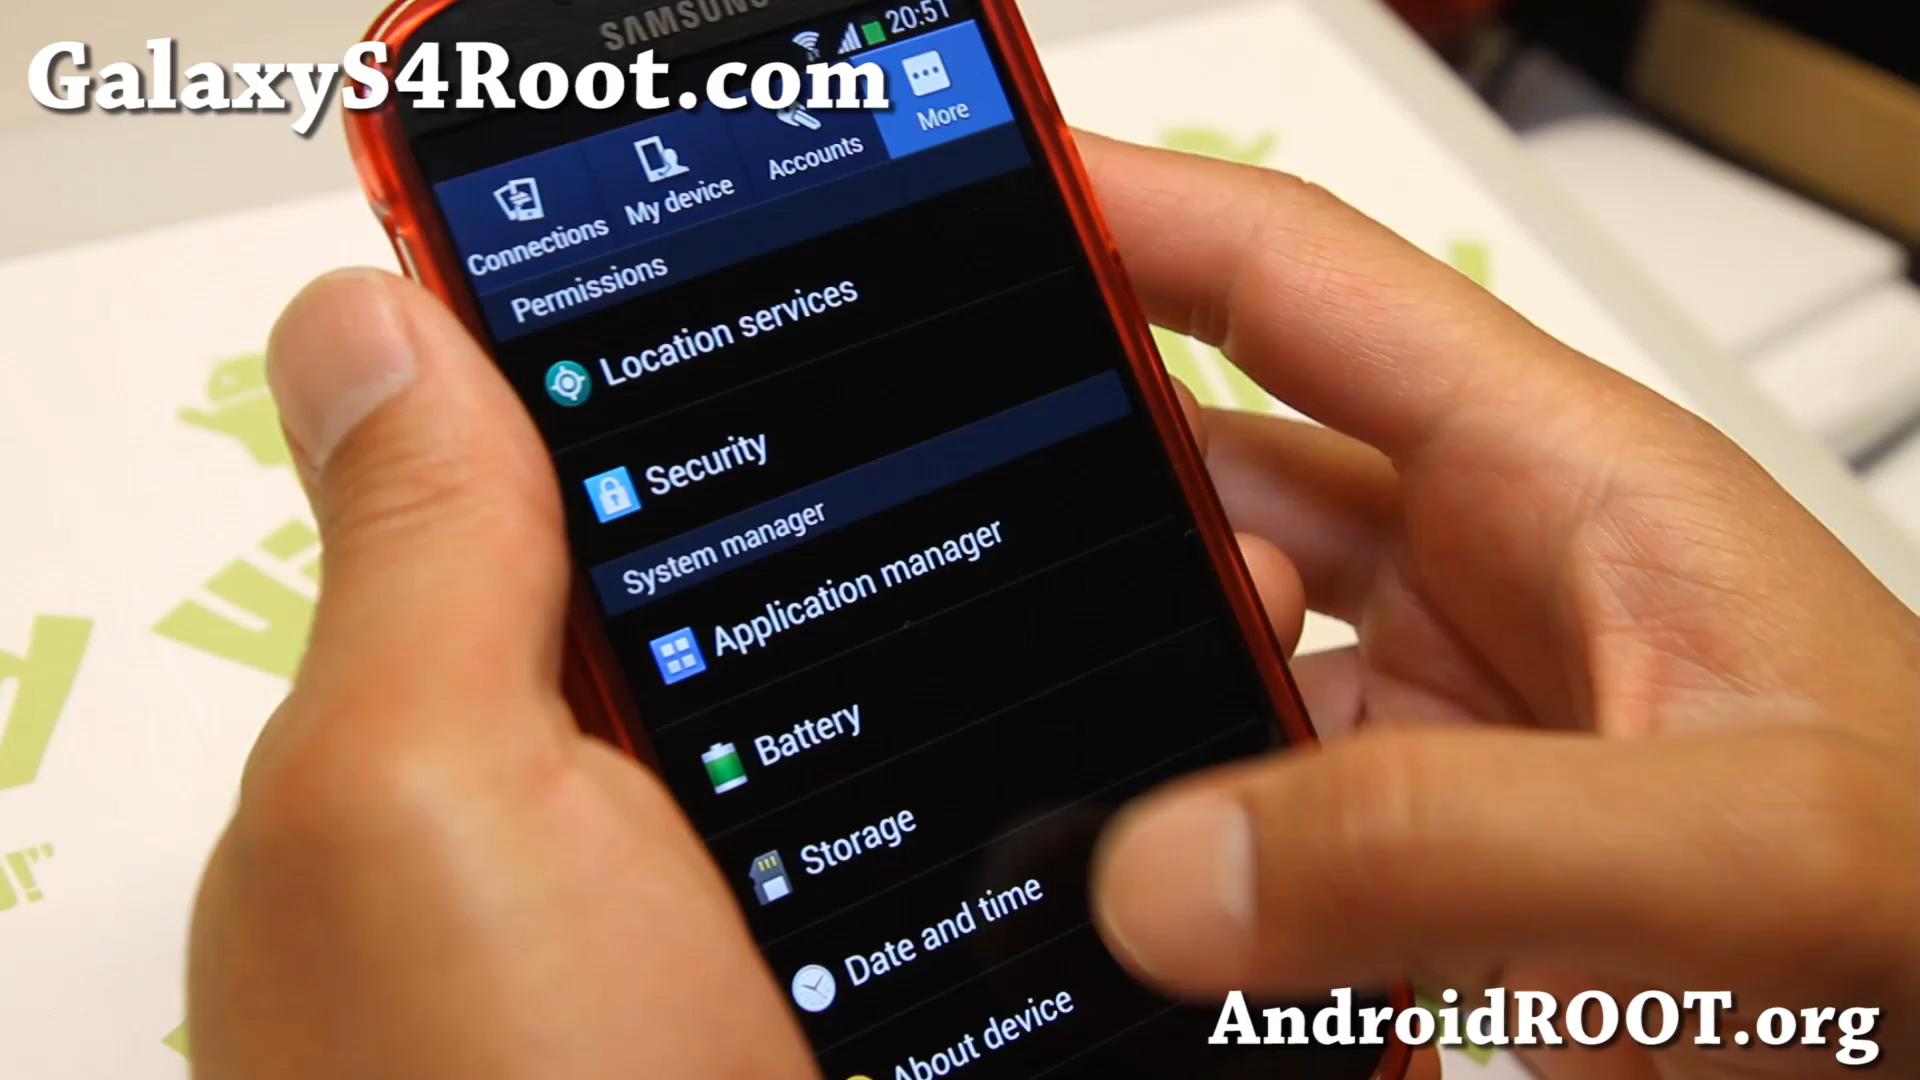 SAMSUNG
20:51
GalaxyS4Root.com
Connections
My device
Accounts
More
Permissions
Location services
Security
System manager
Application manager
Battery
Storage
Date and time
About device
AndroidROOT.org